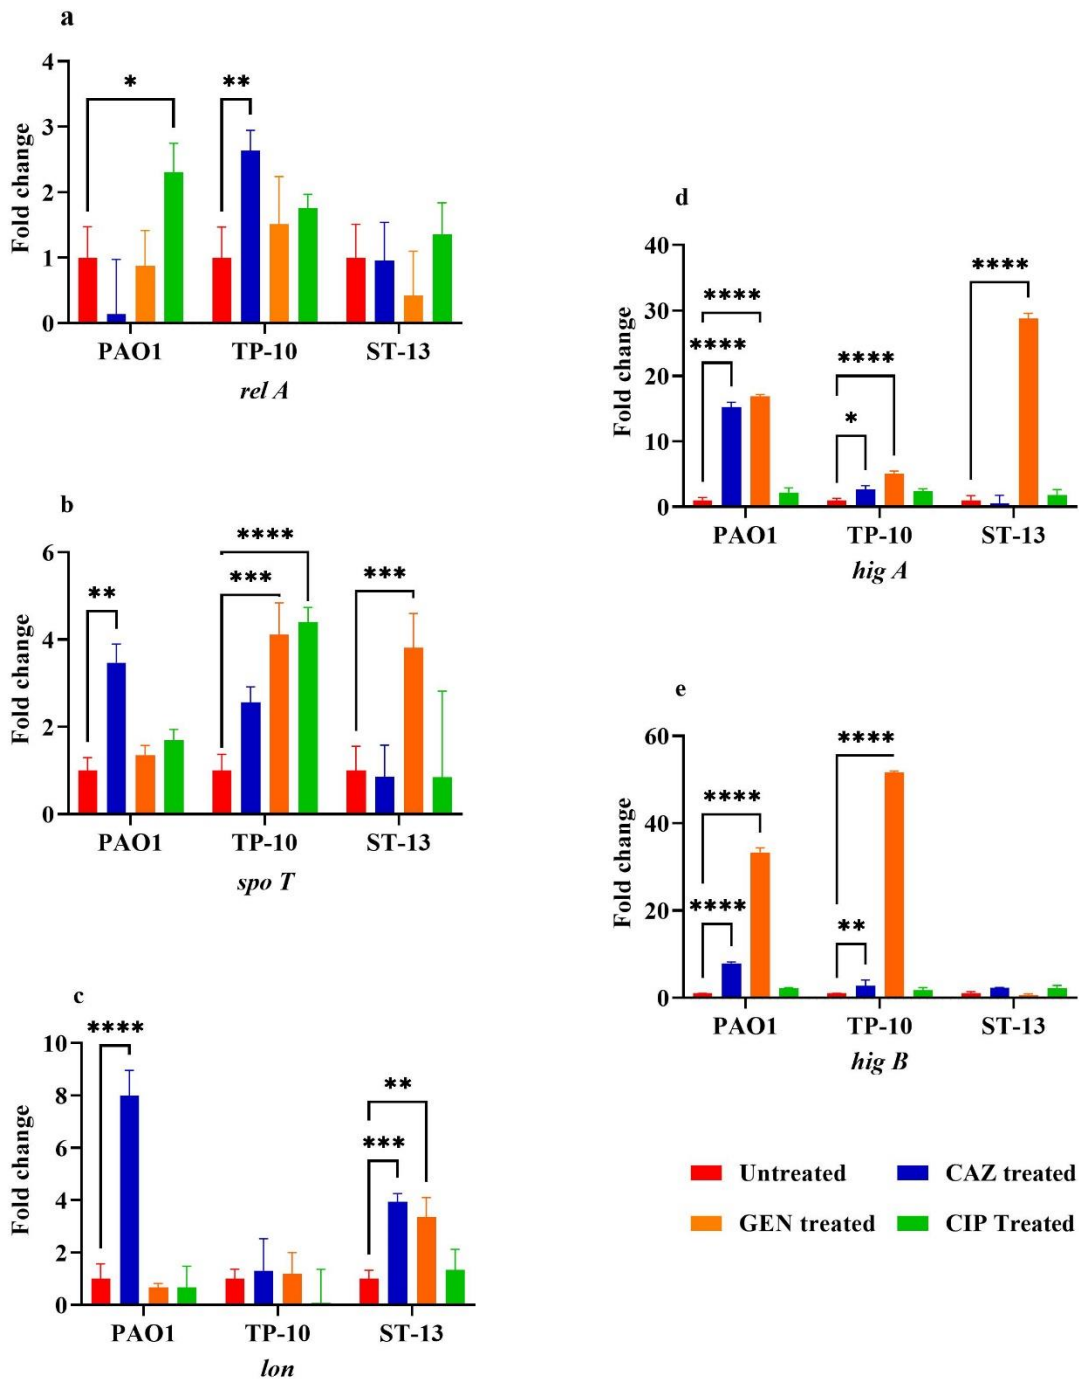 a
4
3
2
1
0
Fold change
*
**
PAO1
TP-10
ST-13
rel A
b
6
4
2
0
Fold change
**
****
***
***
PAO1
TP-10
ST-13
spo T
c
10
8
6
4
2
0
Fold change
****
**
***
PAO1
TP-10
ST-13
lon
d
40
30
20
10
0
Fold change
****
****
****
*
****
PAO1
TP-10
ST-13
hig A
e
60
40
20
0
Fold change
****
****
****
**
PAO1
TP-10
ST-13
hig B
Untreated
CAZ treated
GEN treated
CIP Treated